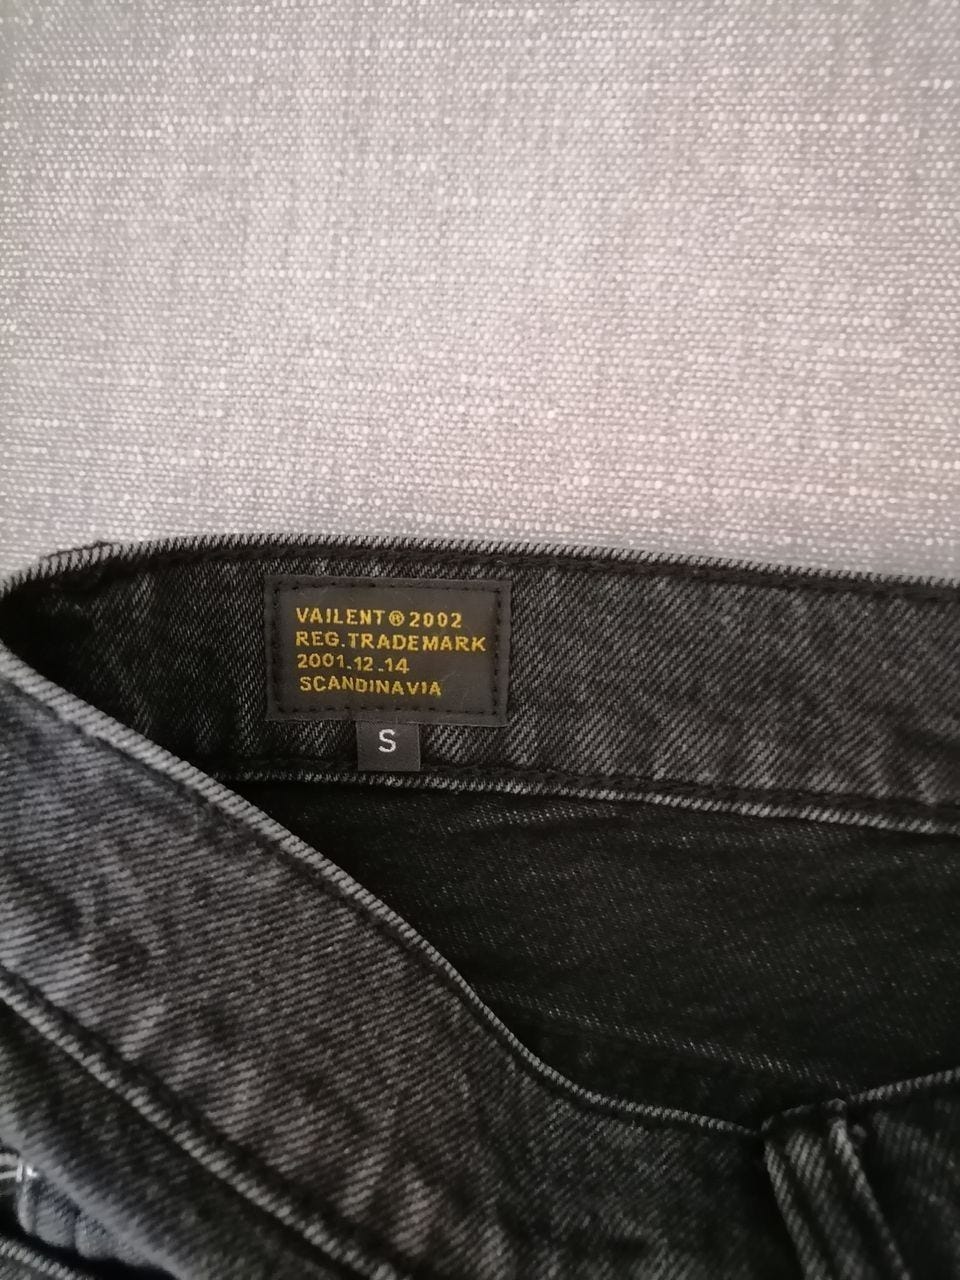 VAILENT®2002
REG.TRADEMARK
2001.12.14
SCANDINAVIA
S